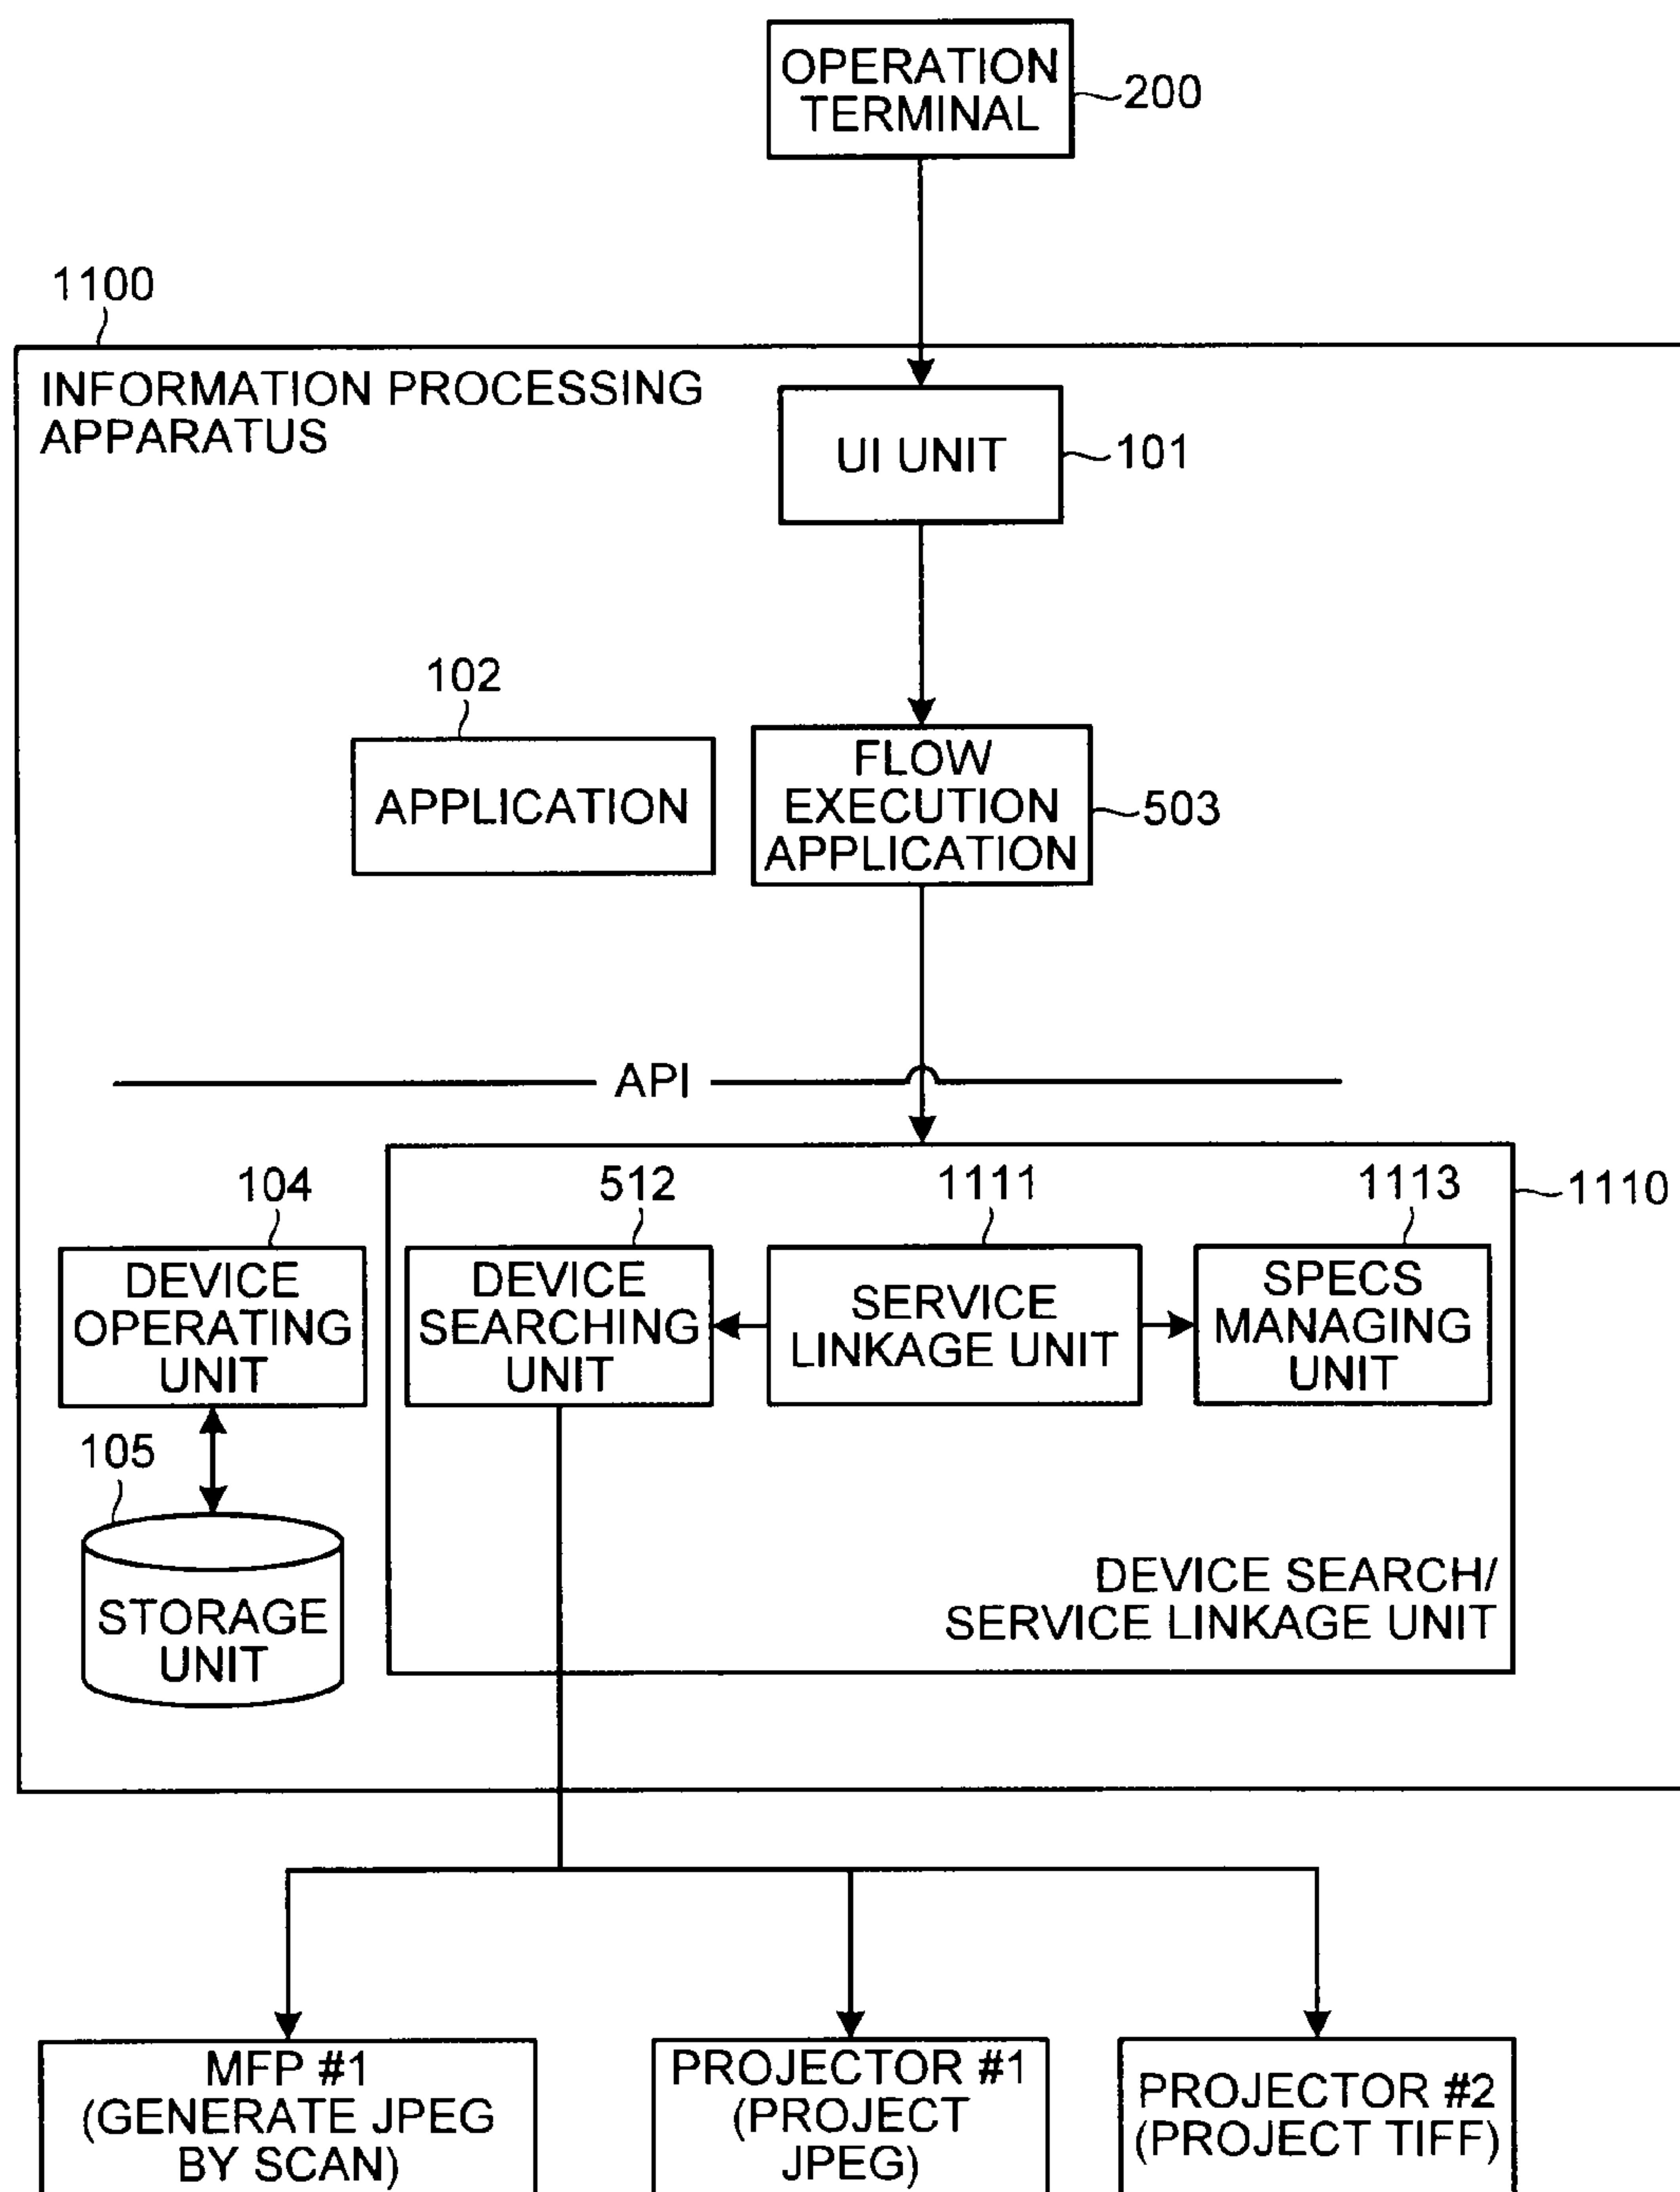 OPERATION
TERMINAL
200
1100
INFORMATION PROCESSING
APPARATUS
UI UNIT
101
102
APPLICATION
FLOW
EXECUTION
APPLICATION
503
API
104
512
1111
1113
1110
DEVICE
OPERATING
UNIT
DEVICE
SEARCHING
UNIT
SERVICE
LINKAGE UNIT
SPECS
MANAGING
UNIT
105
STORAGE
UNIT
DEVICE SEARCH/
SERVICE LINKAGE UNIT
MFP #1
(GENERATE JPEG
BY SCAN)
PROJECTOR #1
(PROJECT
JPEG)
PROJECTOR #2
(PROJECT TIFF)